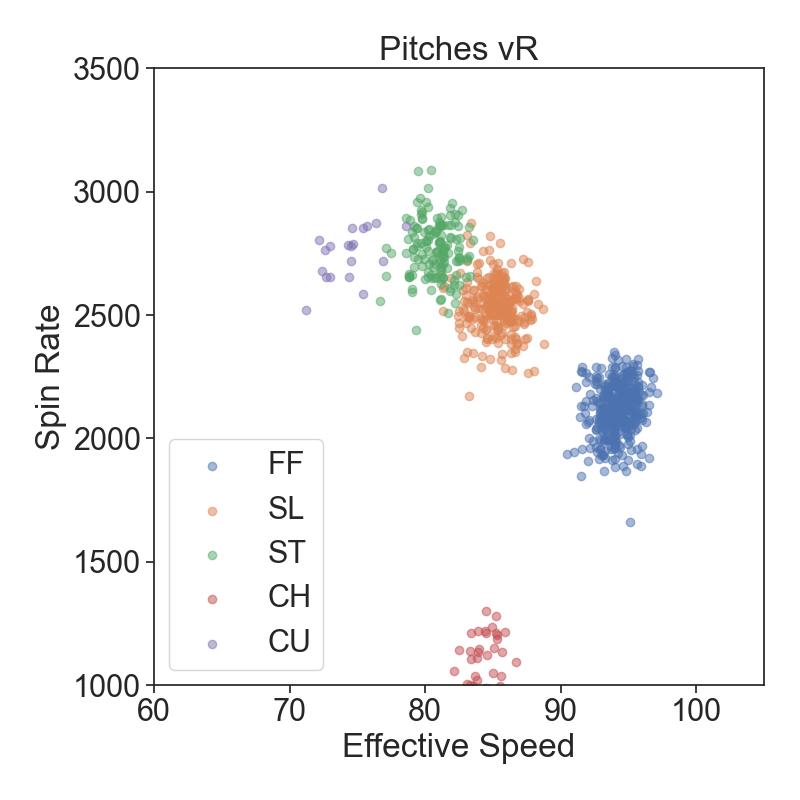 Pitches vR
3500
3000
2500
2000
1500
1000
Spin Rate
FF
SL
ST
CH
CU
60 70 80 90 100
Effective Speed